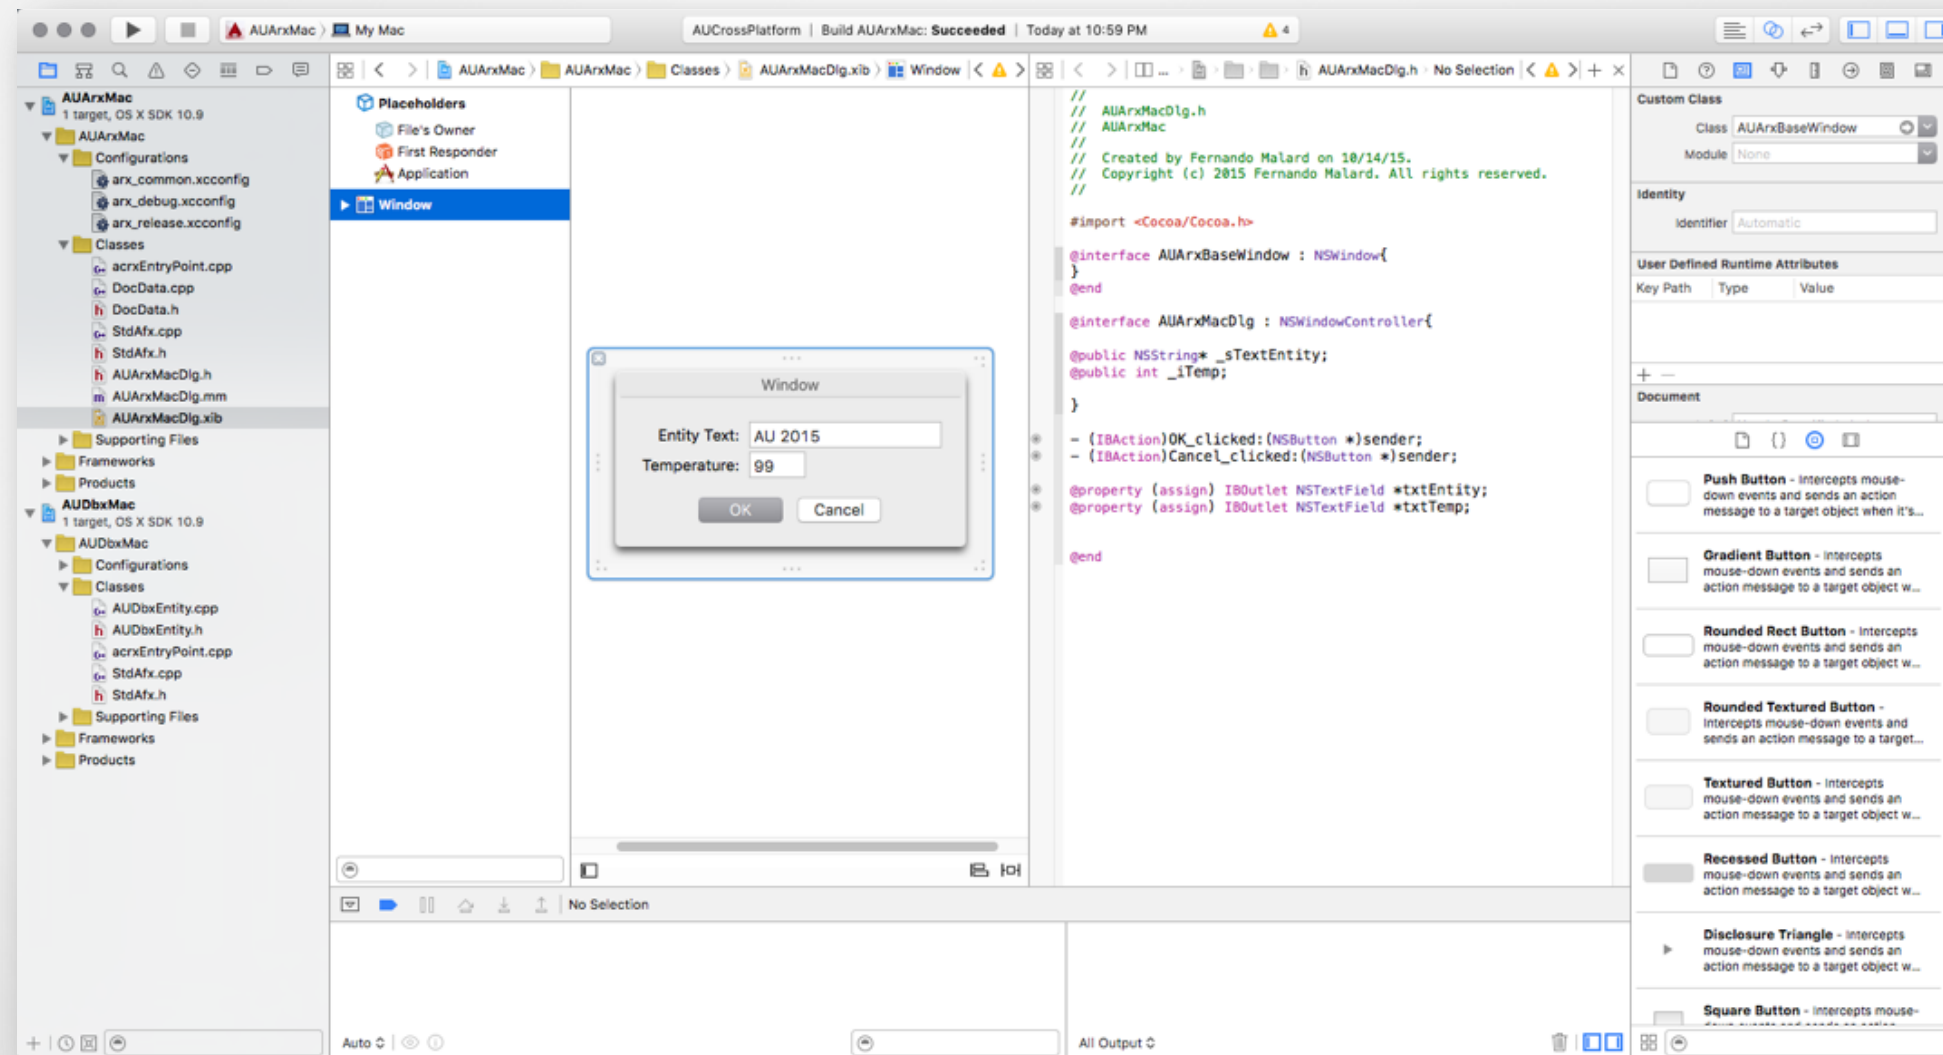 AUArxMac
My Mac
AUCrossPlatform | Build AUArxMac: Succeeded | Today at 10:59 PM
4
AUArxMac
1 target, OS X SDK 10.9
AUArxMac
Configurations
arx_common.xcconfig
arx_debug.xcconfig
arx_release.xcconfig
Classes
acrxEntryPoint.cpp
DocData.cpp
DocData.h
StdAfx.cpp
StdAfx.h
AUArxMacDlg.h
AUArxMacDlg.mm
AUArxMacDlg.xib
Supporting Files
Frameworks
Products
AUDbxMac
1 target, OS X SDK 10.9
AUDbxMac
Configurations
Classes
AUDbxEntity.cpp
AUDbxEntity.h
acrxEntryPoint.cpp
StdAfx.cpp
StdAfx.h
Supporting Files
Frameworks
Products
AUArxMac
AUArxMac
Classes
AUArxMacDlg.xib
Window
Placeholders
File's Owner
First Responder
Application
Window
Window
Entity Text: AU 2015
Temperature: 99
OK Cancel
AUArxMacDlg.h
No Selection
//
// AUArxMacDlg.h
// AUArxMac
//
// Created by Fernando Malard on 10/14/15.
// Copyright (c) 2015 Fernando Malard. All rights reserved.
//
#import <Cocoa/Cocoa.h>
@interface AUArxBaseWindow : NSWindow{
}
@end
@interface AUArxMacDlg : NSWindowController{
@public NSString* _sTextEntity;
@public int _iTemp;
}
- (IBAction)OK_clicked:(NSButton *)sender;
- (IBAction)Cancel_clicked:(NSButton *)sender;
@property (assign) IBOutlet NSTextField *txtEntity;
@property (assign) IBOutlet NSTextField *txtTemp;
@end
No Selection
Auto
All Output
Custom Class
Class AUArxBaseWindow
Module None
Identity
Identifier Automatic
User Defined Runtime Attributes
Key Path Type Value
Document
Push Button - Intercepts mouse-
down events and sends an action
message to a target object when it's...
Gradient Button - Intercepts
mouse-down events and sends an
action message to a target object w...
Rounded Rect Button - Intercepts
mouse-down events and sends an
action message to a target object w...
Rounded Textured Button -
Intercepts mouse-down events and
sends an action message to a target...
Textured Button - Intercepts
mouse-down events and sends an
action message to a target object w...
Recessed Button - Intercepts
mouse-down events and sends an
action message to a target object w...
Disclosure Triangle - Intercepts
mouse-down events and sends an
action message to a target object w...
Square Button - Intercepts mouse-